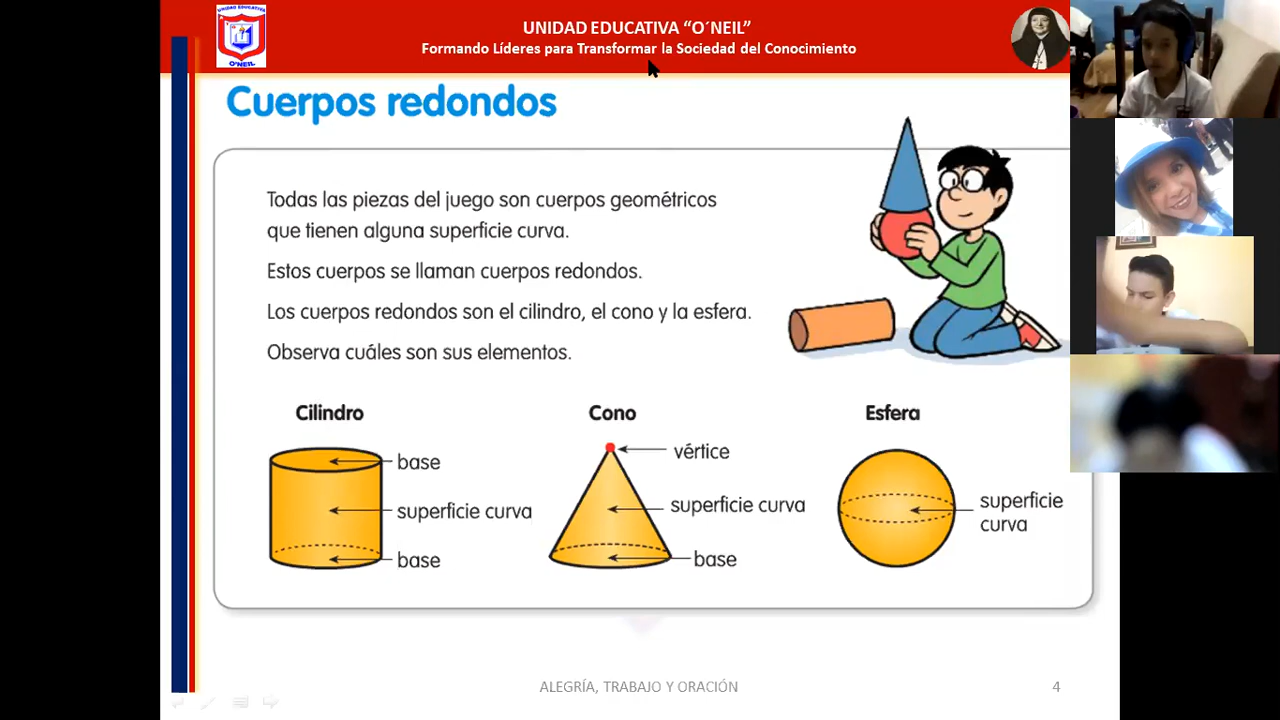 UNIDAD EDUCATIVA
O'NEIL
UNIDAD EDUCATIVA “O´NEIL”
Formando Líderes para Transformar la Sociedad del Conocimiento
Cuerpos redondos
Todas las piezas del juego son cuerpos geométricos
que tienen alguna superficie curva.
Estos cuerpos se llaman cuerpos redondos.
Los cuerpos redondos son el cilindro, el cono y la esfera.
Observa cuáles son sus elementos.
Cilindro
base
superficie curva
base
Cono
vértice
superficie curva
base
Esfera
superficie
curva
ALEGRÍA, TRABAJO Y ORACIÓN
4